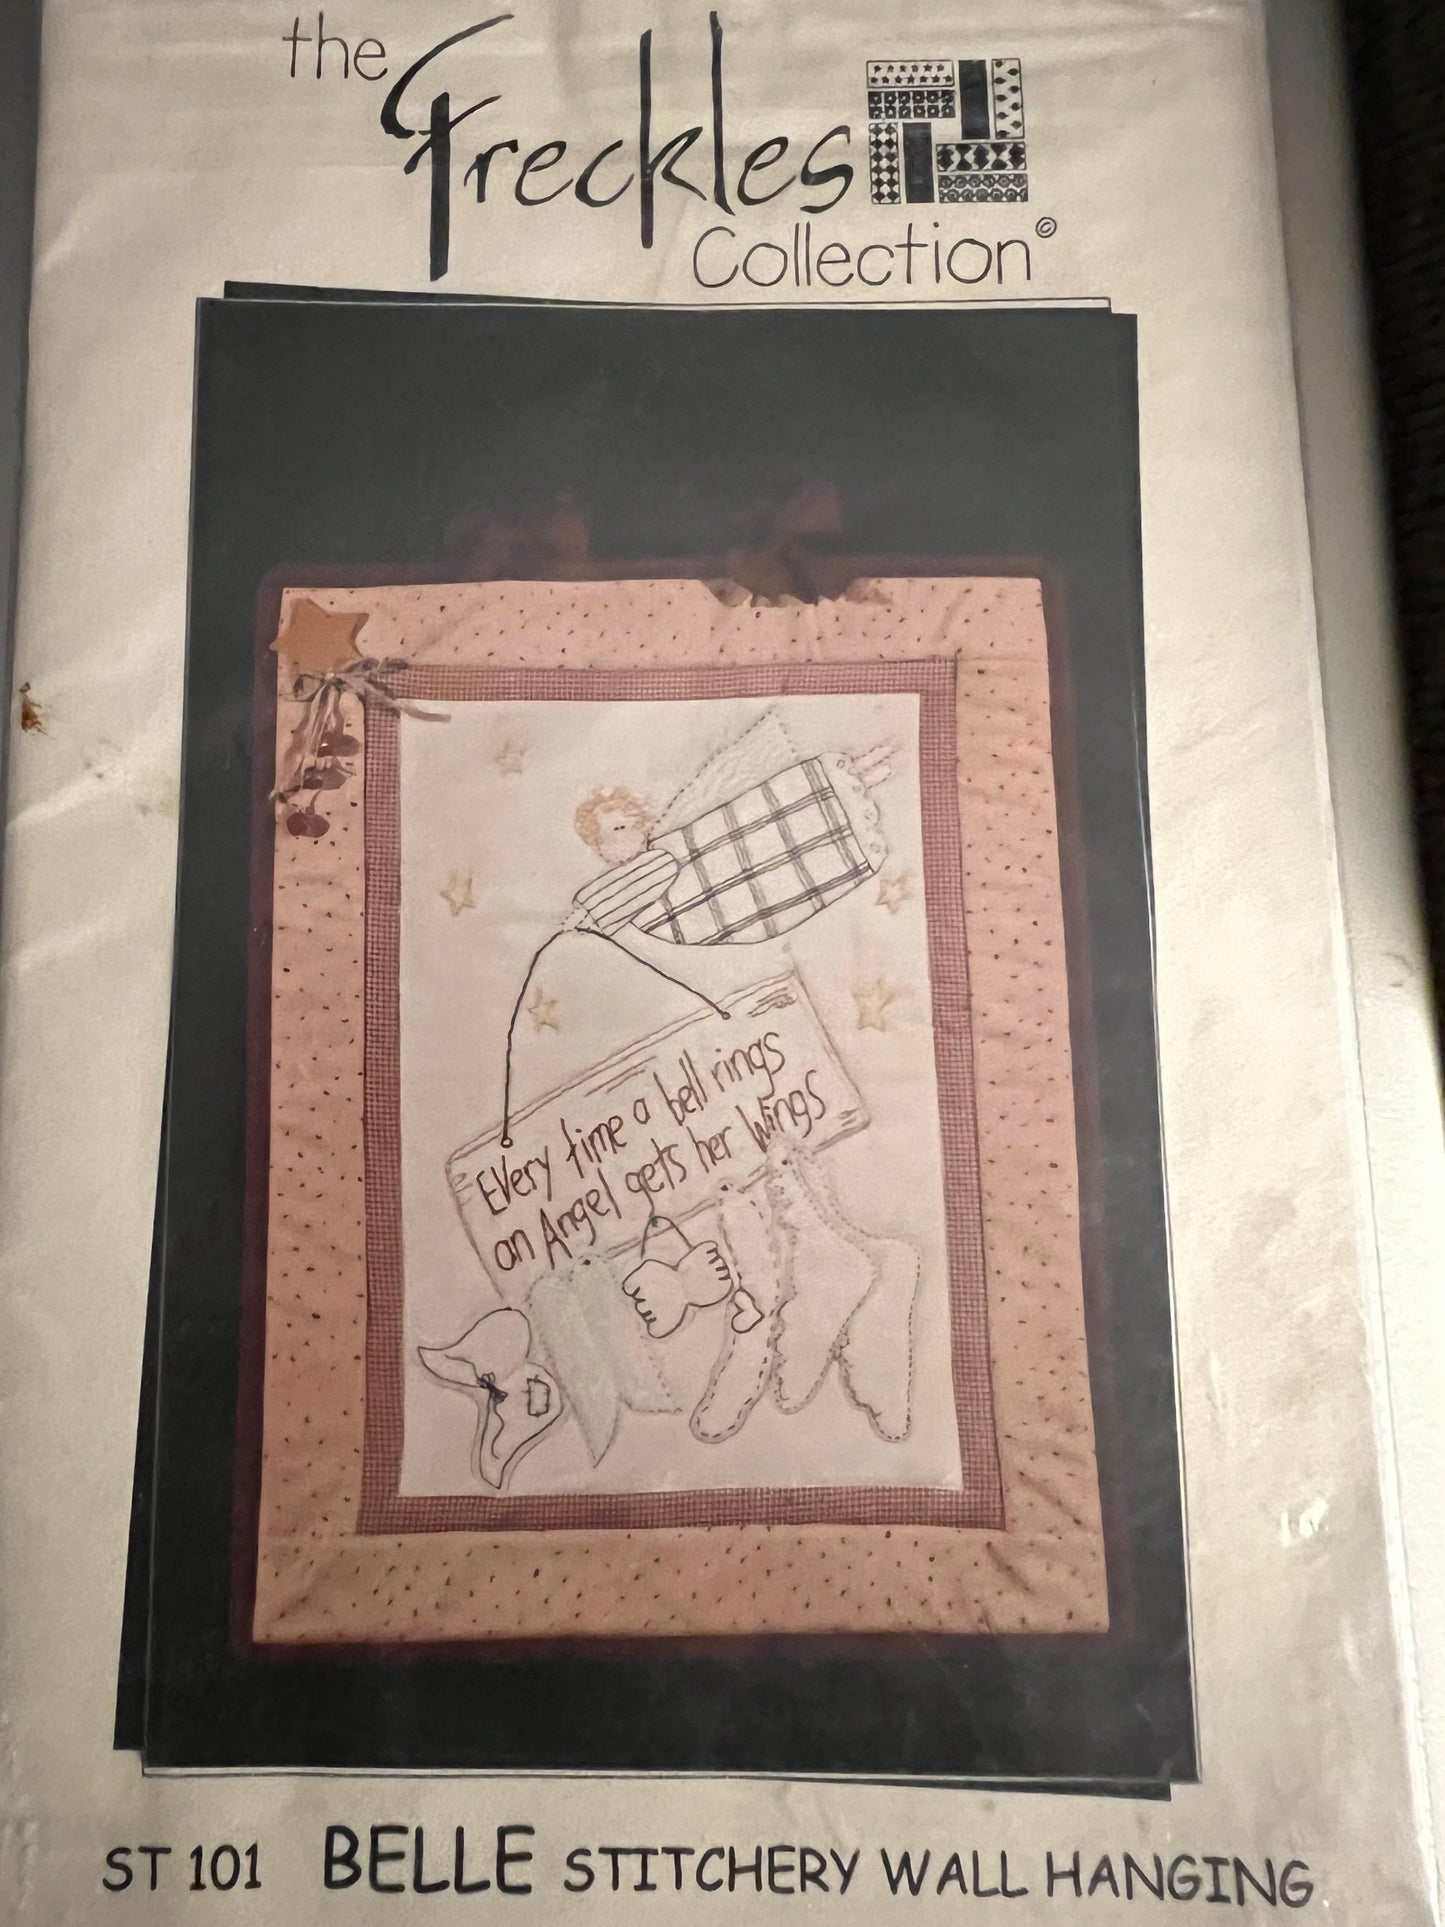 the
Freckles
Collection©
Every time a bell rings
an Angel gets her Wings
ST 101 BELLE STITCHERY WALL HANGING